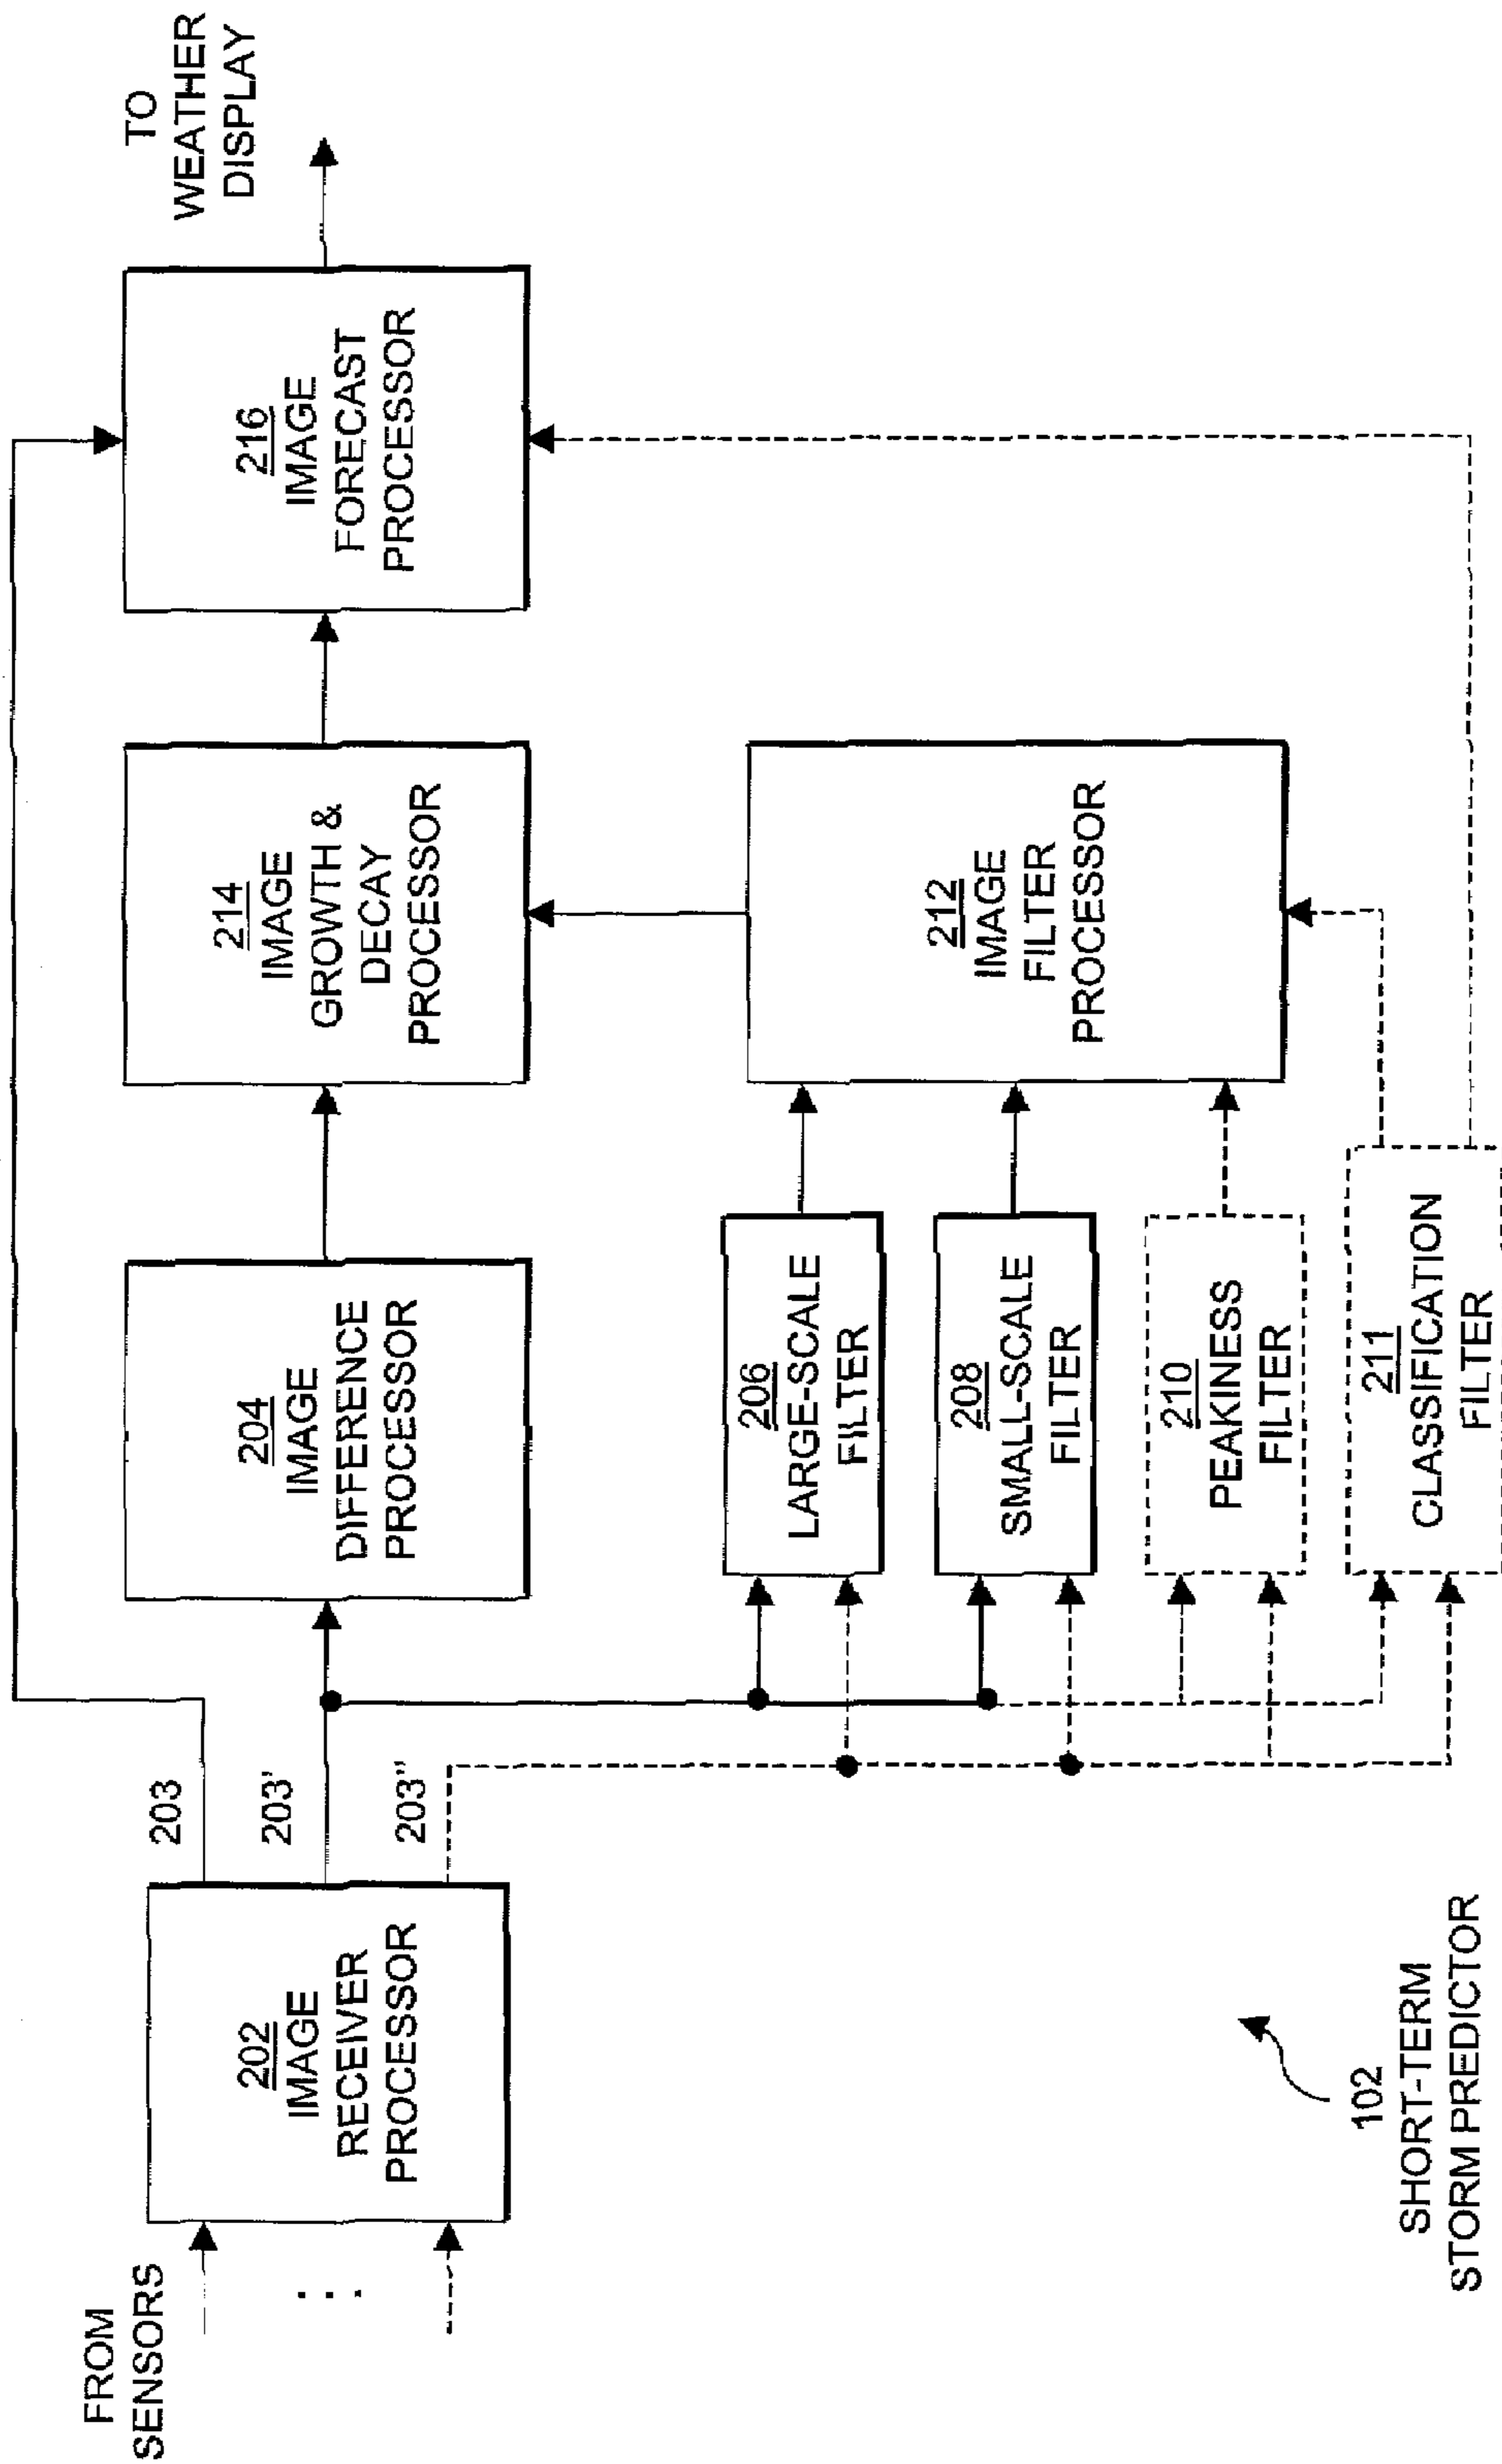 FROM
SENSORS
202
IMAGE
RECEIVER
PROCESSOR
203
203'
203''
204
IMAGE
DIFFERENCE
PROCESSOR
214
IMAGE
GROWTH &
DECAY
PROCESSOR
216
IMAGE
FORECAST
PROCESSOR
TO
WEATHER
DISPLAY
206
LARGE-SCALE
FILTER
208
SMALL-SCALE
FILTER
210
PEAKINESS
FILTER
211
CLASSIFICATION
FILTER
212
IMAGE
FILTER
PROCESSOR
102
SHORT-TERM
STORM PREDICTOR